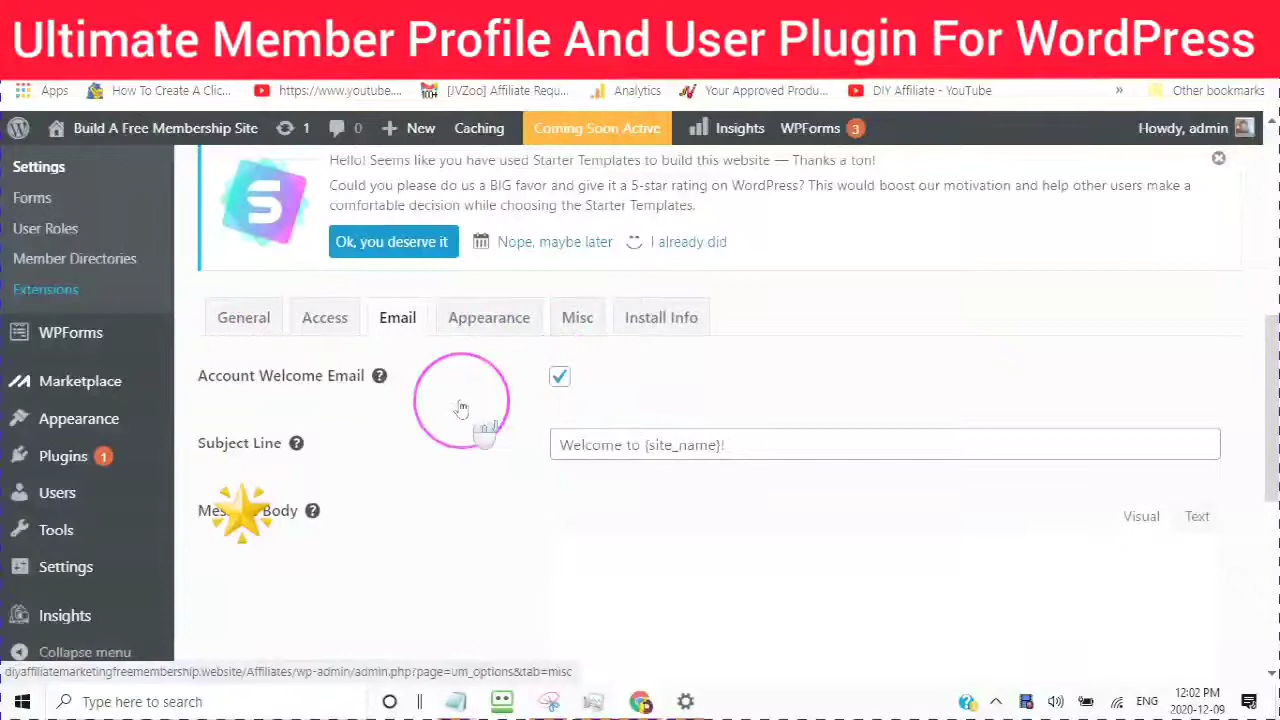 Ultimate Member Profile And User Plugin For WordPress
Apps How To Create A Clic... https://www.youtube.... [JVZoo] Affiliate Requ... Analytics Your Approved Produ... DIY Affiliate - YouTube » Other bookmarks
Build A Free Membership Site 1 0 New Caching Coming Soon Active Insights WPForms 3 Howdy, admin
Settings
Forms
User Roles
Member Directories
Extensions
WPForms
Marketplace
Appearance
Plugins 1
Users
Tools
Settings
Insights
Collapse menu
Hello! Seems like you have used Starter Templates to build this website — Thanks a ton!
Could you please do us a BIG favor and give it a 5-star rating on WordPress? This would boost our motivation and help other users make a
comfortable decision while choosing the Starter Templates.
Ok, you deserve it Nope, maybe later I already did
General Access Email Appearance Misc Install Info
Account Welcome Email
Subject Line Welcome to {site_name}!
Body Visual Text
diyaffiliatemarketingfreemembership.website/Affiliates/wp-admin/admin.php?page=um_options&tab=misc
Type here to search ENG 12:02 PM
2020-12-09